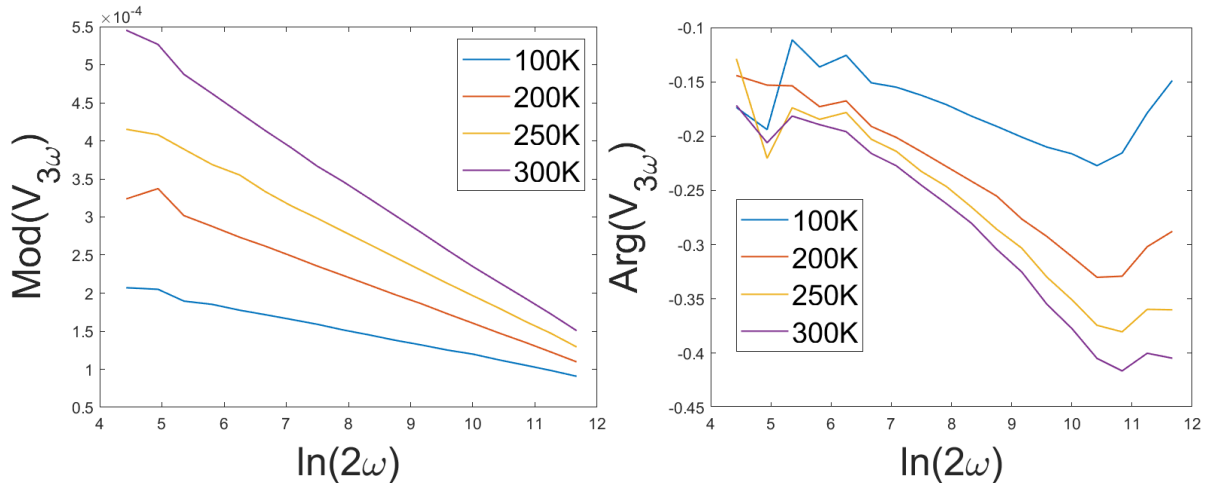 ×10⁻⁴
5.5
5
4.5
4
3.5
3
2.5
2
1.5
1
0.5
Mod(V₃ω)
4 5 6 7 8 9 10 11 12
ln(2ω)
100K
200K
250K
300K
-0.1
-0.15
-0.2
-0.25
-0.3
-0.35
-0.4
-0.45
Arg(V₃ω)
4 5 6 7 8 9 10 11 12
ln(2ω)
100K
200K
250K
300K